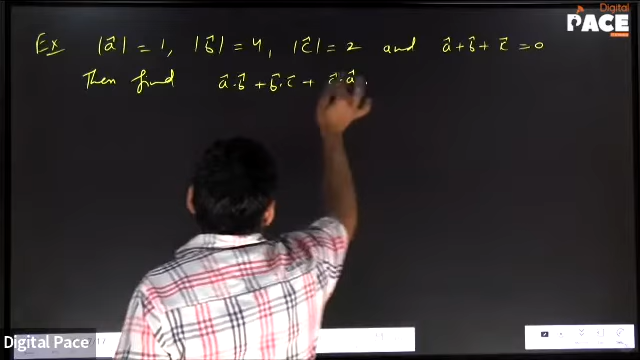 Digital
PACE
Ex |a⃗| = 1, |b⃗| = 4, |c⃗| = 2 and a⃗ + b⃗ + c⃗ = 0
Then find a⃗·b⃗ + b⃗·c⃗ + c⃗·a⃗.
Digital Pace